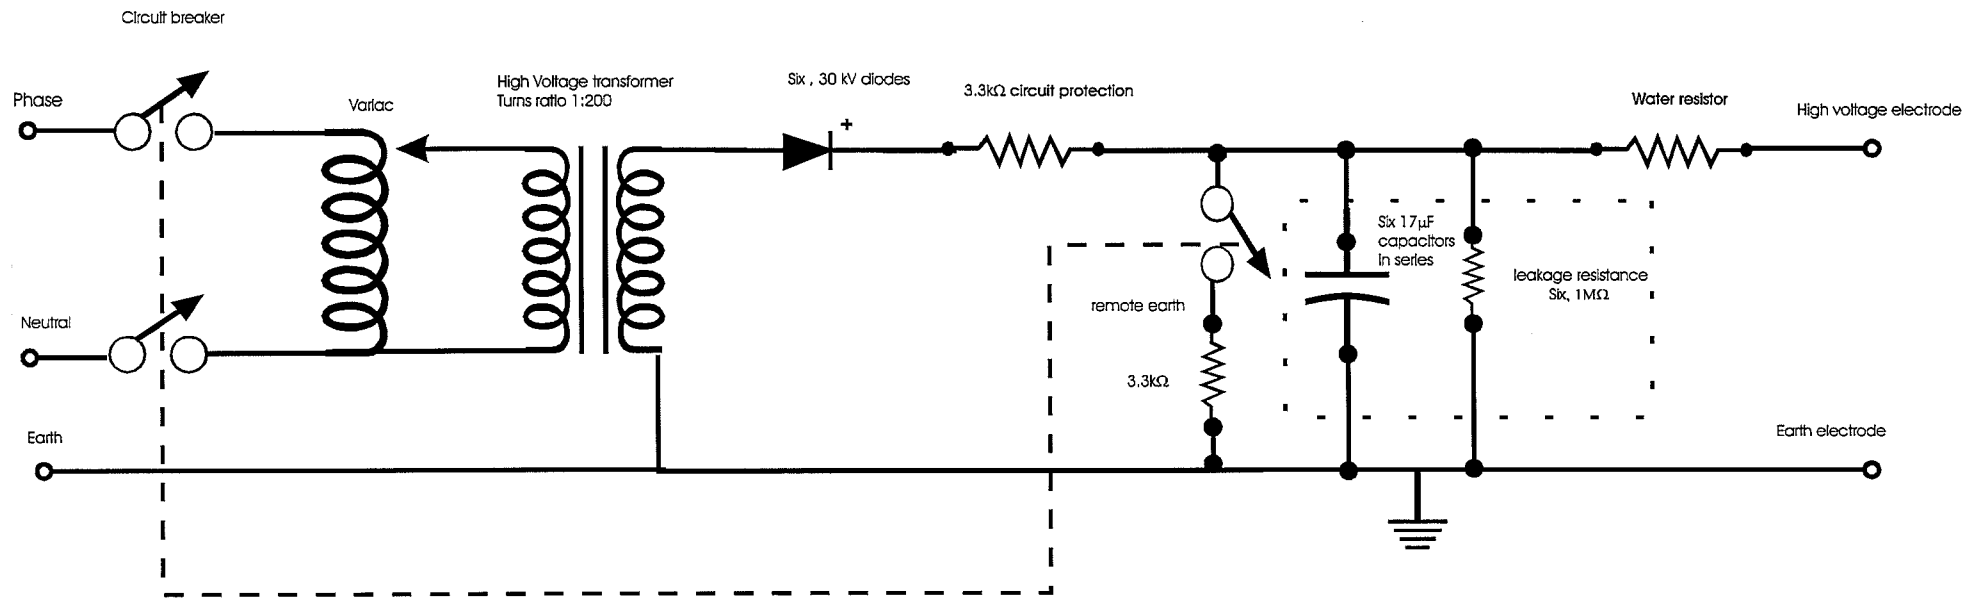 Circuit breaker
Phase
Variac
High Voltage transformer
Turns ratio 1:200
Six , 30 kV diodes
+
3.3kΩ circuit protection
Water resistor
High voltage electrode
Six 17µF
capacitors
in series
leakage resistance
Six, 1MΩ
remote earth
3.3kΩ
Neutral
Earth
Earth electrode